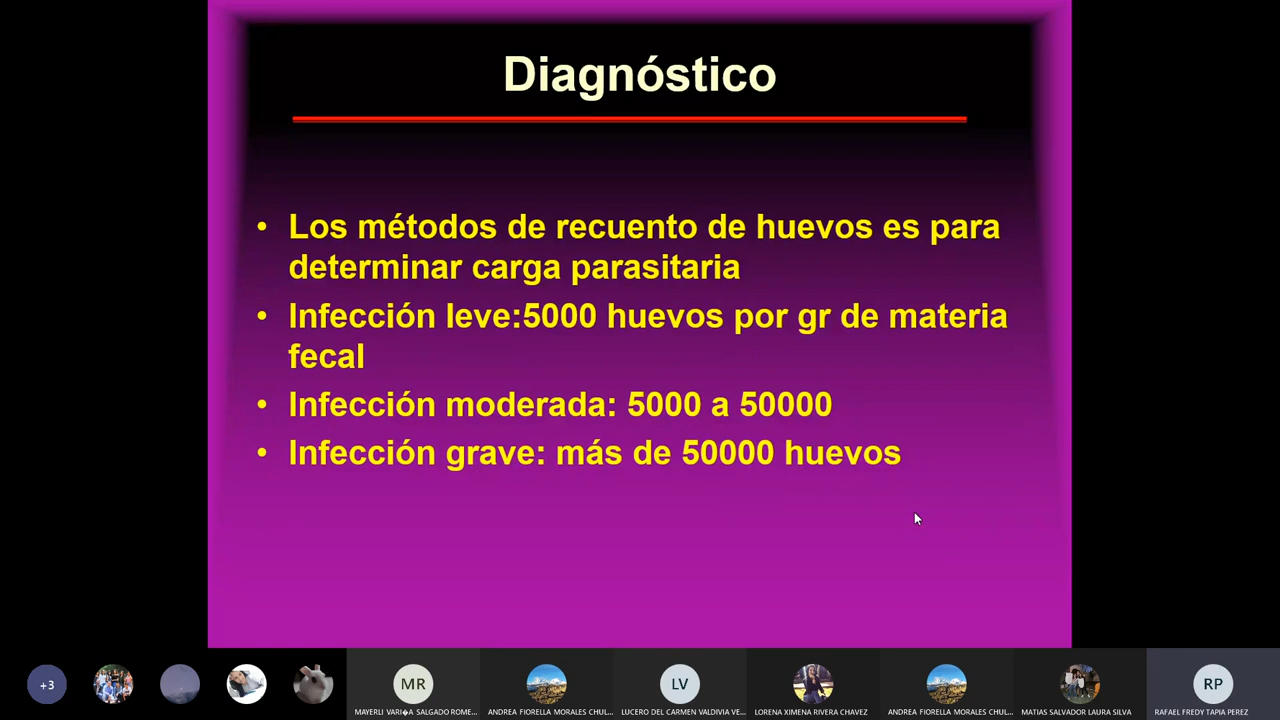 Diagnóstico
• Los métodos de recuento de huevos es para
determinar carga parasitaria
• Infección leve:5000 huevos por gr de materia
fecal
• Infección moderada: 5000 a 50000
• Infección grave: más de 50000 huevos
+3
MR
LV
RP
MAYERLI VARI�A SALGADO ROME...
ANDREA FIORELLA MORALES CHUL...
LUCERO DEL CARMEN VALDIVIA VE...
LORENA XIMENA RIVERA CHAVEZ
ANDREA FIORELLA MORALES CHUL...
MATIAS SALVADOR LAURA SILVA
RAFAEL FREDY TAPIA PEREZ